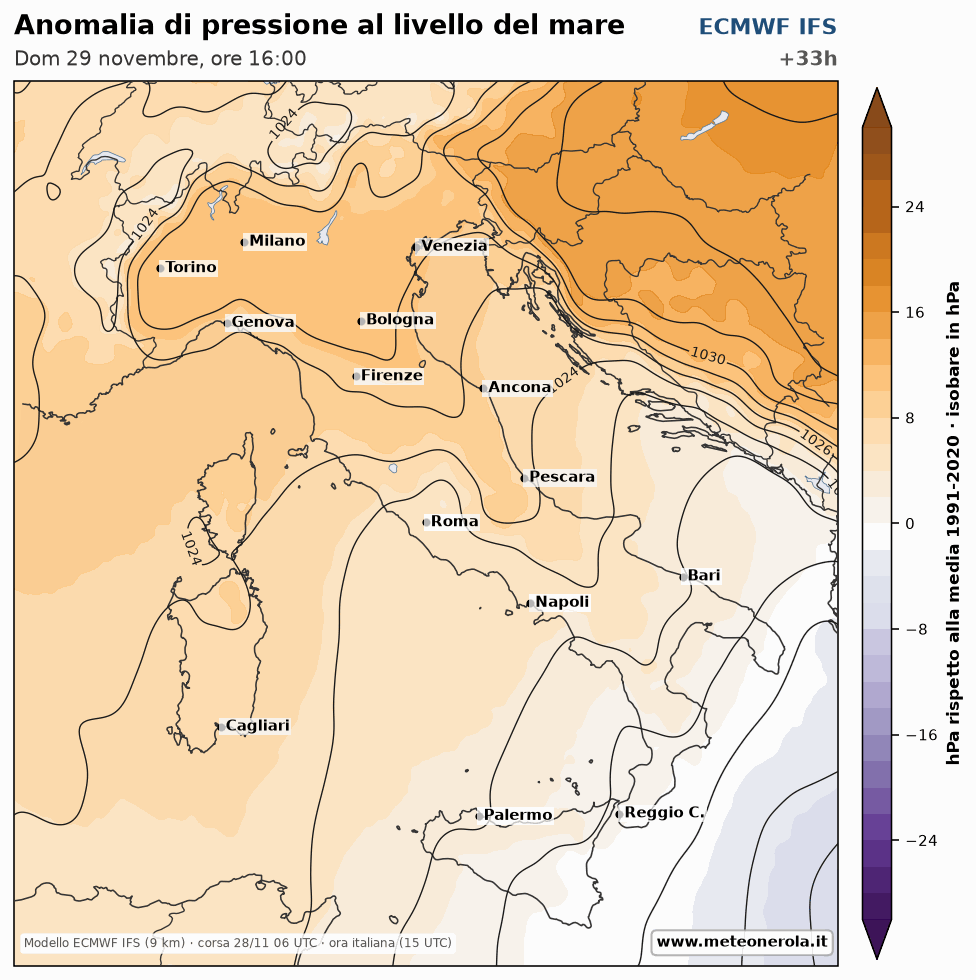 Anomalia di pressione al livello del mare
ECMWF IFS
Dom 29 novembre, ore 16:00
+33h
1024
1024
Milano
Venezia
Torino
Genova
Bologna
1030
Firenze
Ancona
1024
1026
Pescara
Roma
1024
Bari
Napoli
Cagliari
Palermo
Reggio C.
Modello ECMWF IFS (9 km) · corsa 28/11 06 UTC · ora italiana (15 UTC)
www.meteonerola.it
24
16
8
0
−8
−16
−24
hPa rispetto alla media 1991-2020 · isobare in hPa